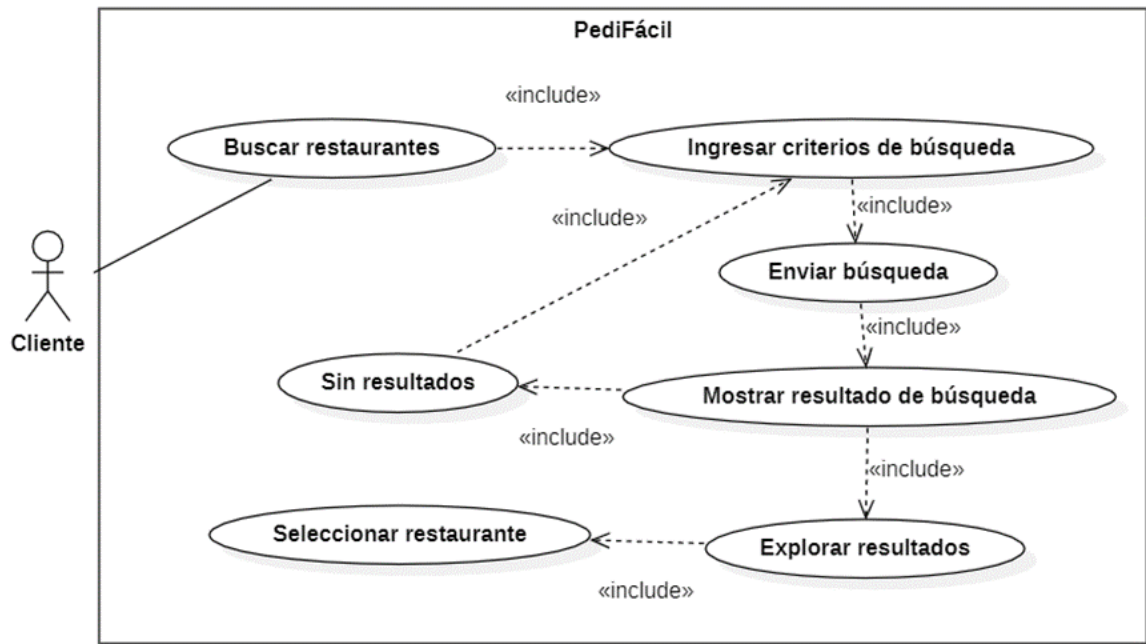 PediFácil
«include»
Buscar restaurantes
Ingresar criterios de búsqueda
«include»
«include»
Enviar búsqueda
Cliente
«include»
Sin resultados
Mostrar resultado de búsqueda
«include»
«include»
Seleccionar restaurante
Explorar resultados
«include»